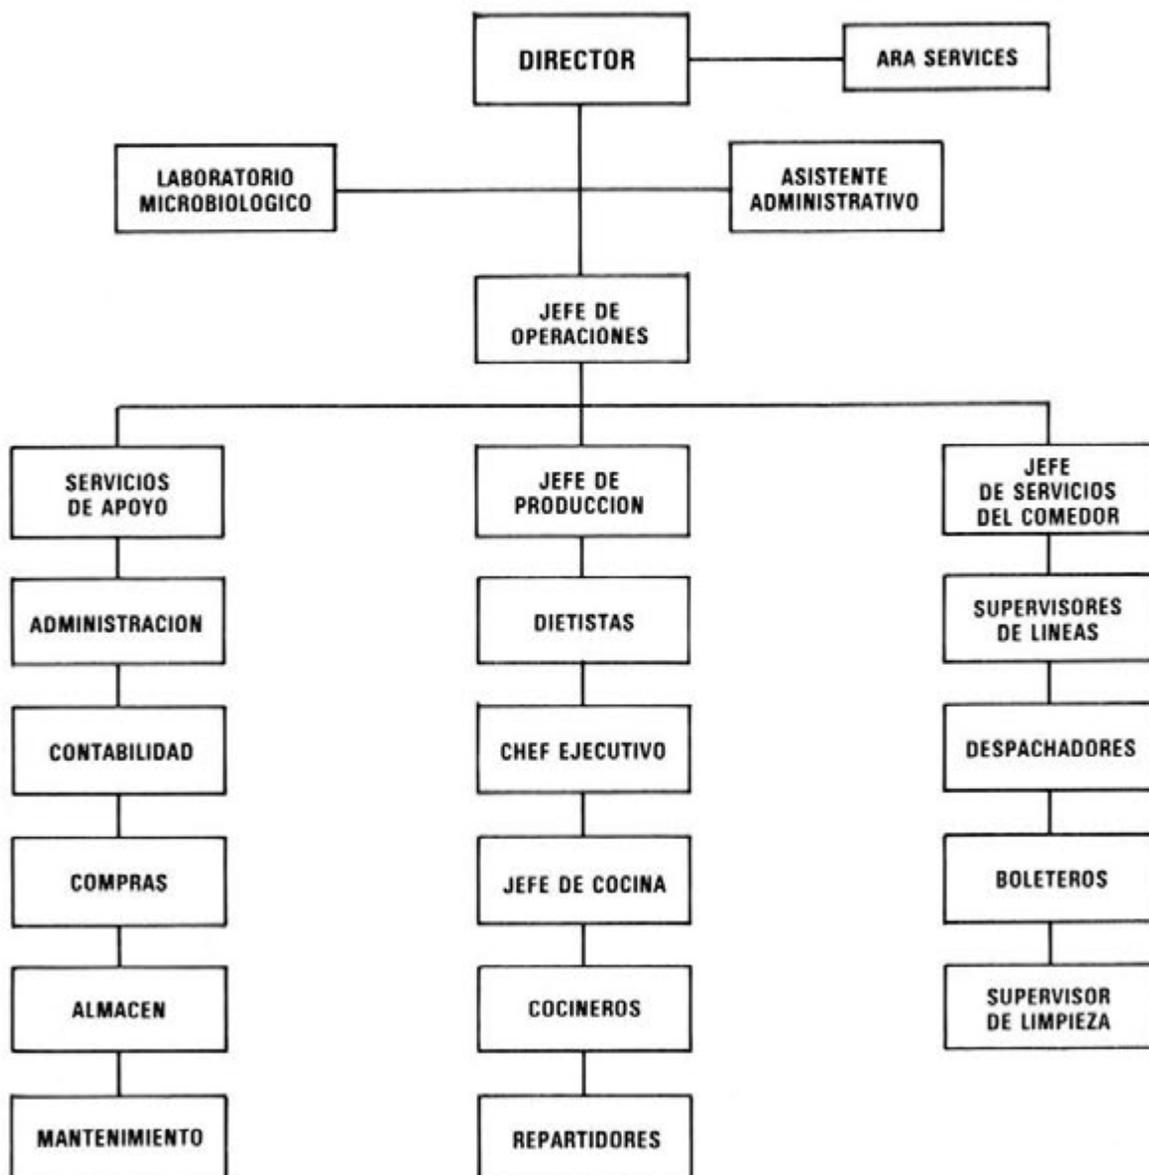 DIRECTOR
ARA SERVICES
LABORATORIO
MICROBIOLOGICO
ASISTENTE
ADMINISTRATIVO
JEFE DE
OPERACIONES
SERVICIOS
DE APOYO
JEFE DE
PRODUCCION
JEFE
DE SERVICIOS
DEL COMEDOR
ADMINISTRACION
DIETISTAS
SUPERVISORES
DE LINEAS
CONTABILIDAD
CHEF EJECUTIVO
DESPACHADORES
COMPRAS
JEFE DE COCINA
BOLETEROS
ALMACEN
COCINEROS
SUPERVISOR
DE LIMPIEZA
MANTENIMIENTO
REPARTIDORES